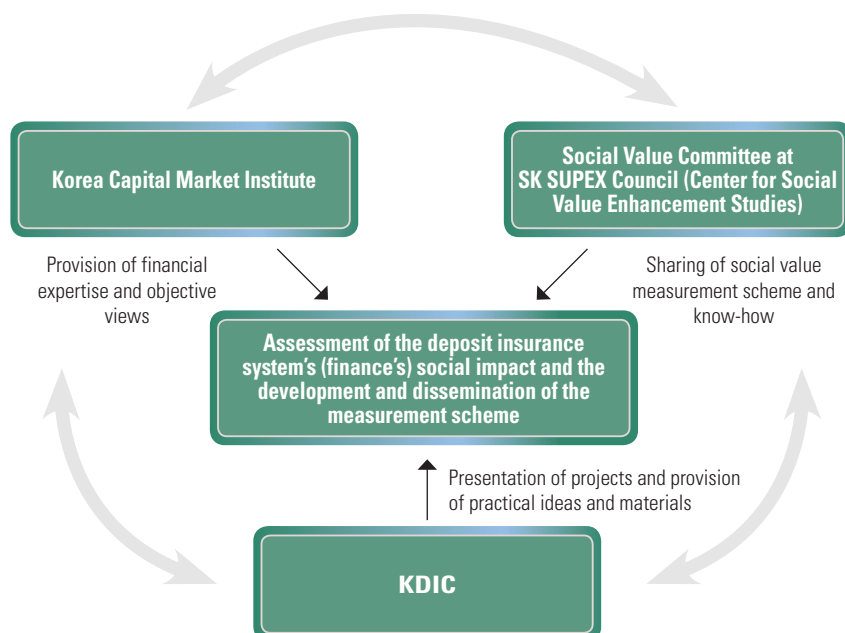 Korea Capital Market Institute
Social Value Committee at
SK SUPEX Council (Center for Social
Value Enhancement Studies)
Provision of financial
expertise and objective
views
Sharing of social value
measurement scheme and
know-how
Assessment of the deposit insurance
system's (finance's) social impact and the
development and dissemination of the
measurement scheme
Presentation of projects and provision
of practical ideas and materials
KDIC